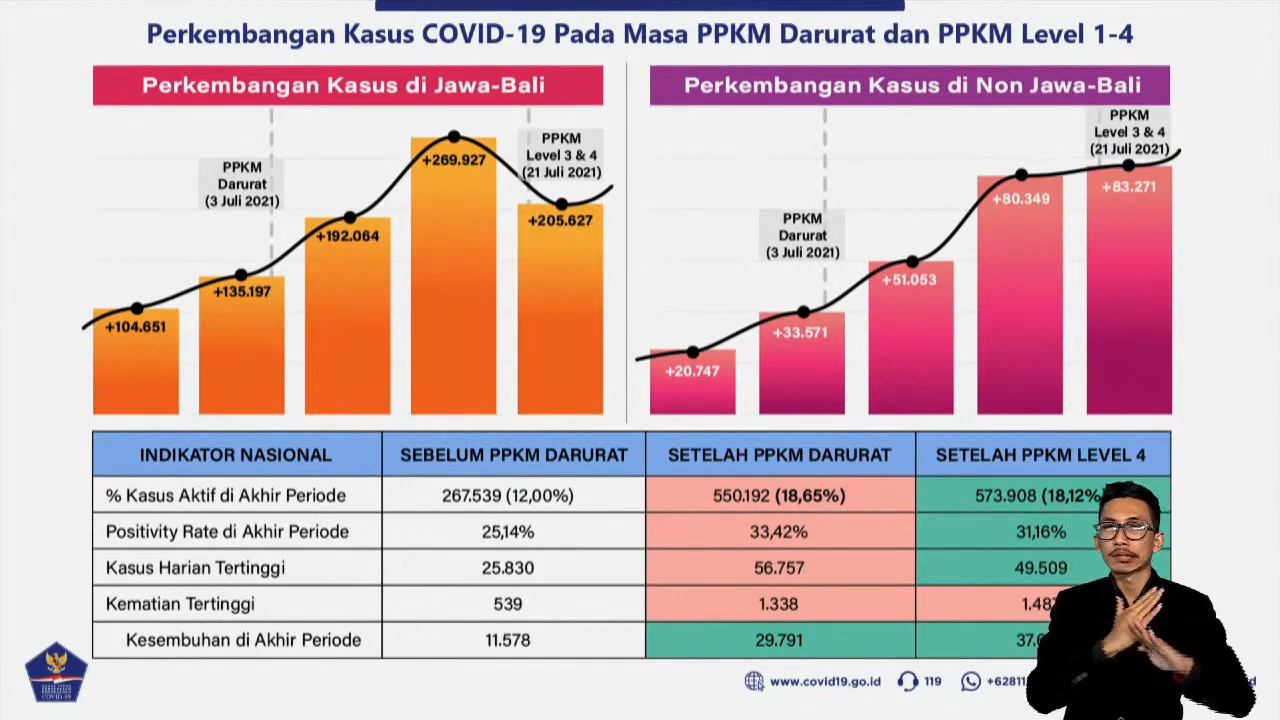 Perkembangan Kasus COVID-19 Pada Masa PPKM Darurat dan PPKM Level 1-4
Perkembangan Kasus di Jawa-Bali
PPKM
Darurat
(3 Juli 2021)
PPKM
Level 3 & 4
(21 Juli 2021)
+104.651
+135.197
+192.064
+269.927
+205.627
Perkembangan Kasus di Non Jawa-Bali
PPKM
Darurat
(3 Juli 2021)
PPKM
Level 3 & 4
(21 Juli 2021)
+20.747
+33.571
+51.053
+80.349
+83.271
INDIKATOR NASIONAL SEBELUM PPKM DARURAT SETELAH PPKM DARURAT SETELAH PPKM LEVEL 4
% Kasus Aktif di Akhir Periode 267.539 (12,00%) 550.192 (18,65%) 573.908 (18,12%
Positivity Rate di Akhir Periode 25,14% 33,42% 31,16%
Kasus Harian Tertinggi 25.830 56.757 49.509
Kematian Tertinggi 539 1.338
Kesembuhan di Akhir Periode 11.578 29.791
COVID-19
www.covid19.go.id 119 +62811